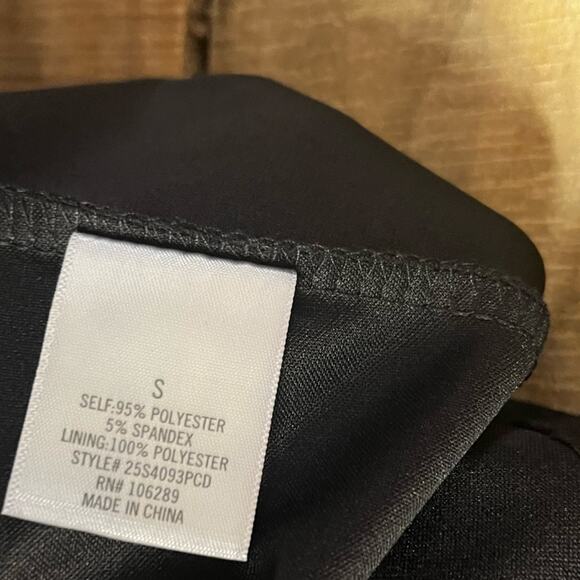 S
SELF:95% POLYESTER
5% SPANDEX
LINING:100% POLYESTER
STYLE# 25S4093PCD
RN# 106289
MADE IN CHINA